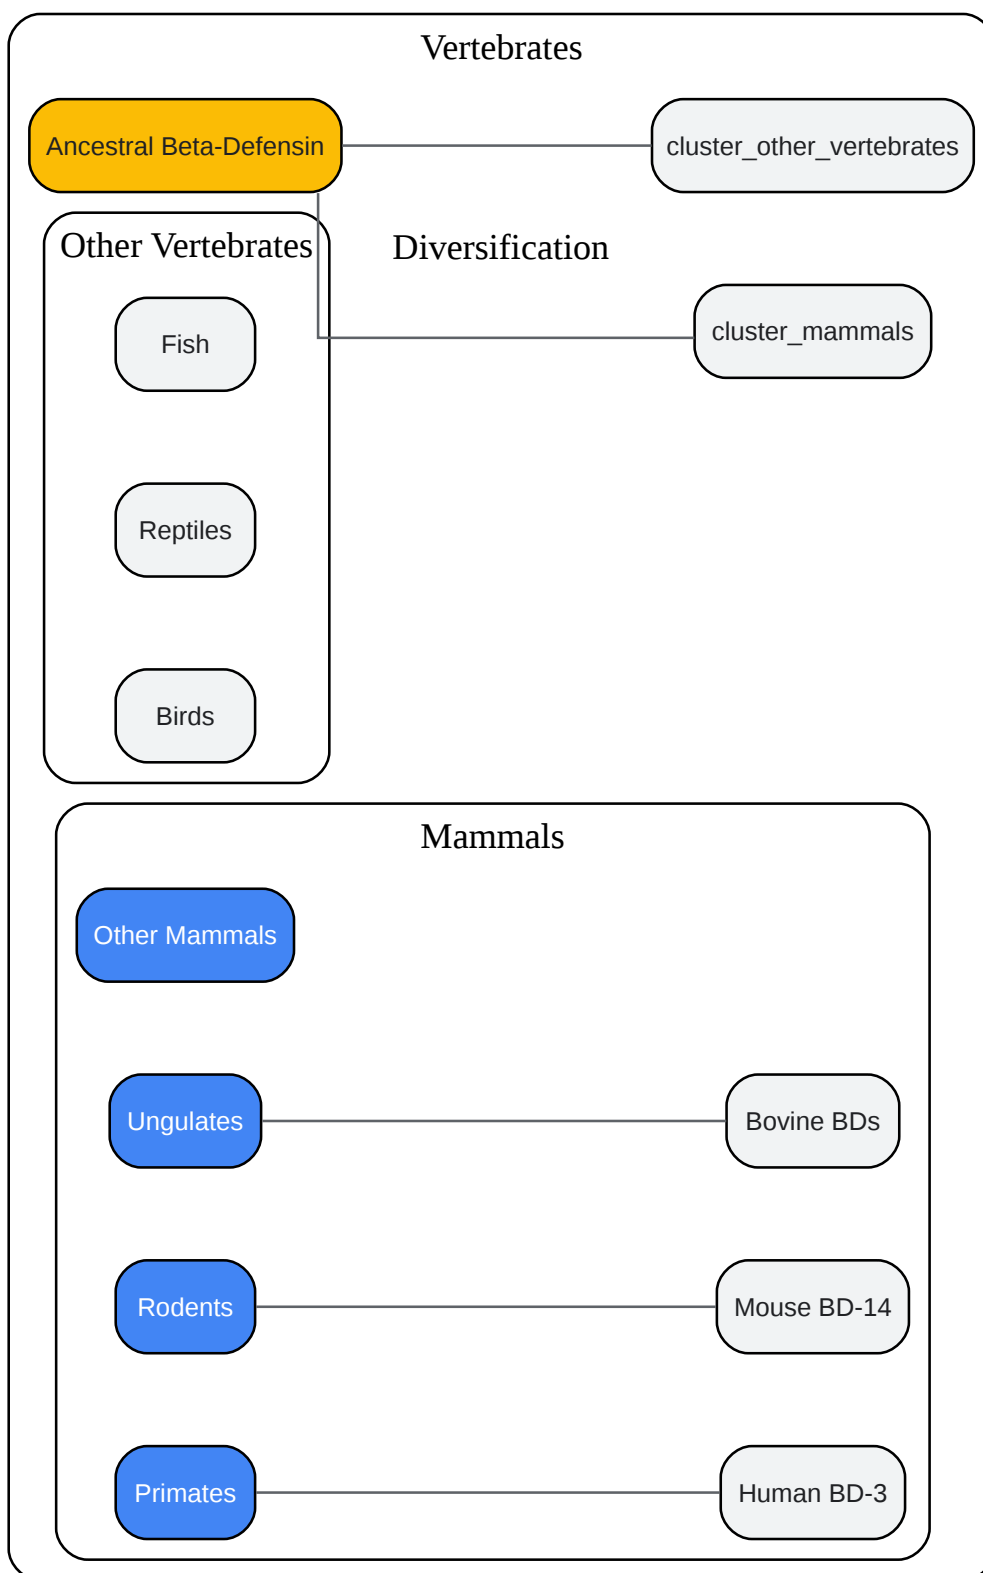 Vertebrates
Ancestral Beta-Defensin
cluster_other_vertebrates
Other Vertebrates
Diversification
Fish
cluster_mammals
Reptiles
Birds
Mammals
Other Mammals
Ungulates
Bovine BDs
Rodents
Mouse BD-14
Primates
Human BD-3